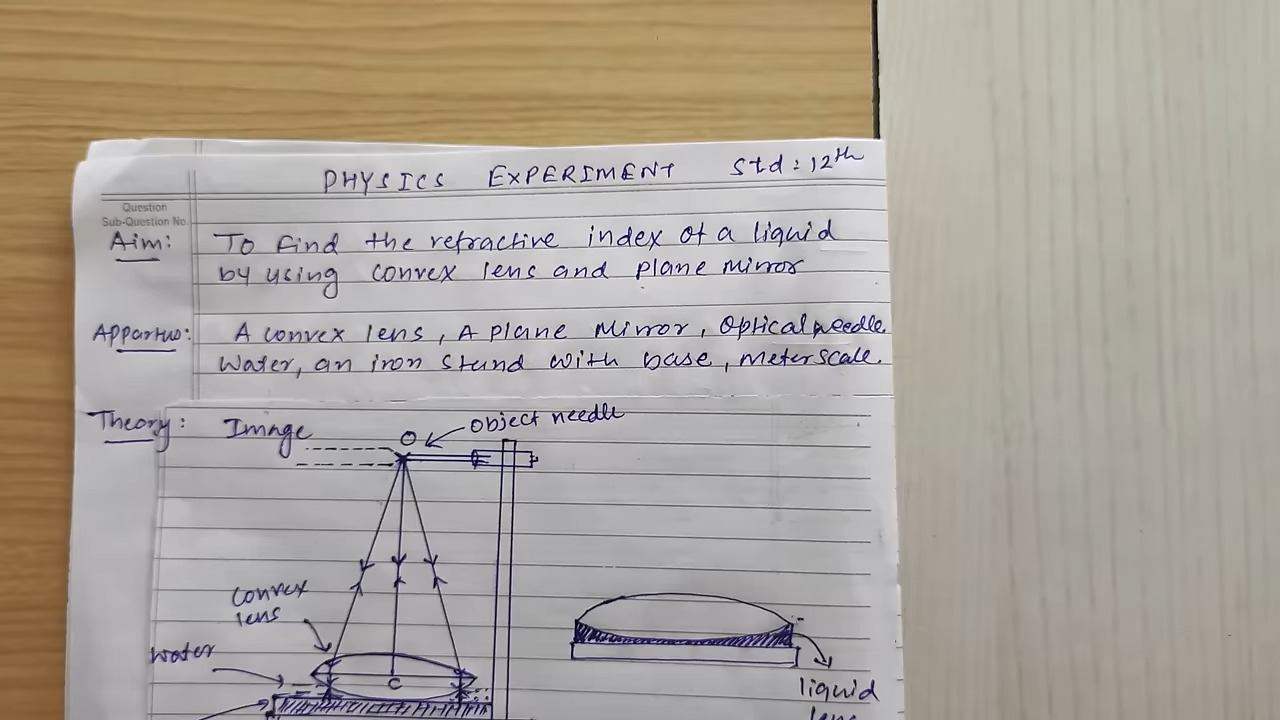 PHYSICS EXPERIMENT Std: 12th
Question
Sub-Question No.
Aim: To find the refractive index of a liquid
by using convex lens and plane mirror
Appartus: A convex lens, A plane mirror, Optical needle.
Water, an iron stand with base, meter scale.
Theory: Image
O
object needle
convex
lens
water
C
liquid
lens